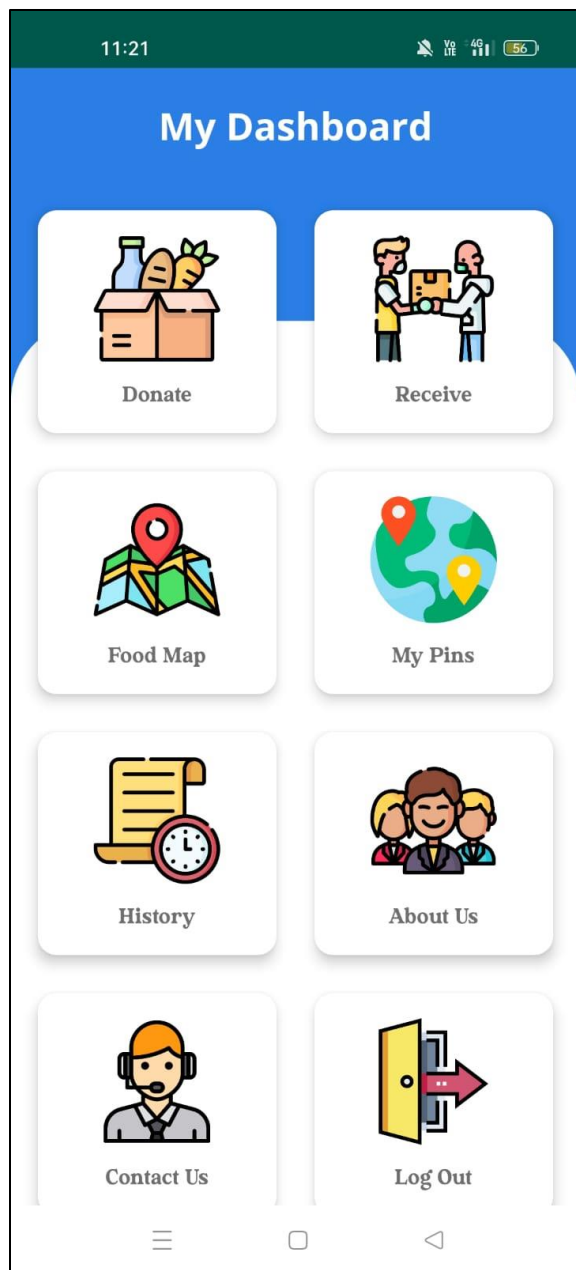 11:21 Vo LTE 4G 56
My Dashboard
Donate Receive
Food Map My Pins
History About Us
Contact Us Log Out